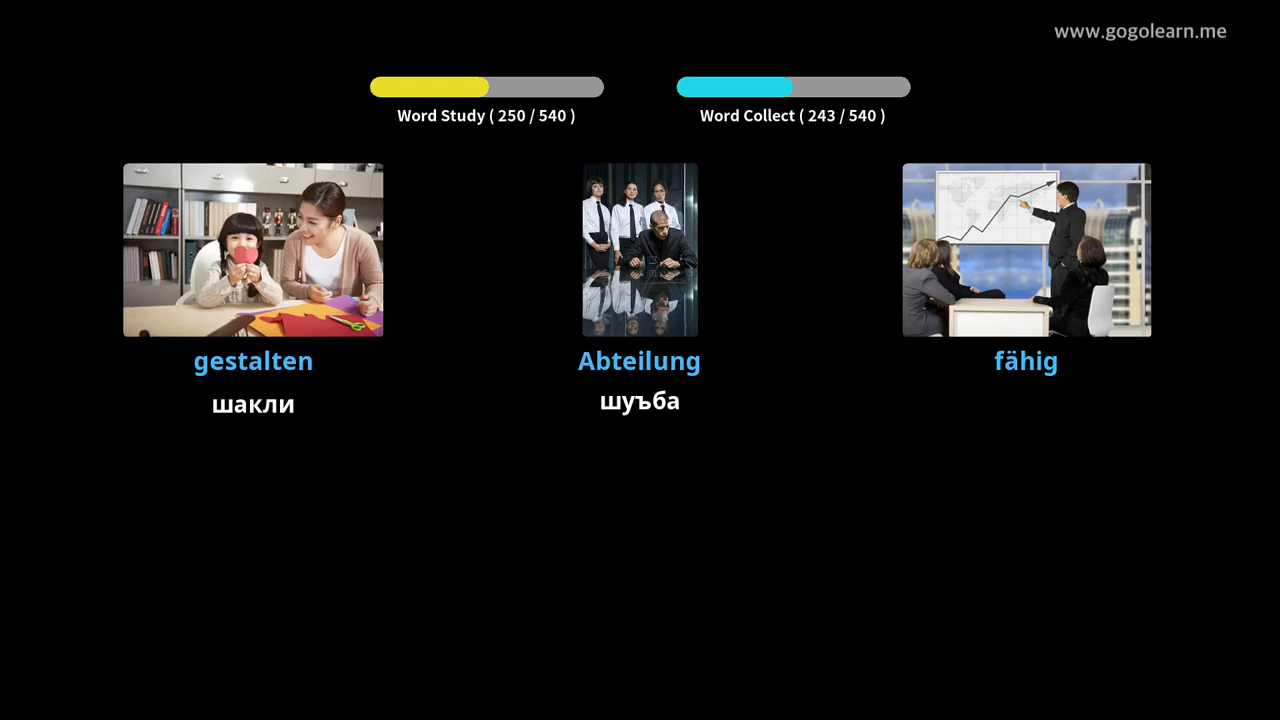 www.gogolearn.me
Word Study ( 250 / 540 )
Word Collect ( 243 / 540 )
gestalten
Abteilung
fähig
шакли
шуъба